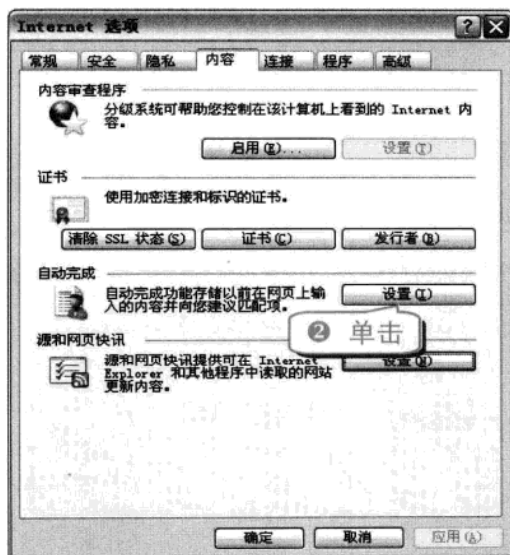 Internet 选项
常规 安全 隐私 内容 连接 程序 高级
内容审查程序
分级系统可帮助您控制在该计算机上看到的 Internet 内
容。
启用(E)... 设置(T)
证书
使用加密连接和标识的证书。
清除 SSL 状态(S) 证书(C) 发行者(B)
自动完成
自动完成功能存储以前在网页上输
入的内容并向您建议匹配项。
设置(I)
❷ 单击
源和网页快讯
源和网页快讯提供可在 Internet
Explorer 和其他程序中读取的网站
更新内容。
设置(N)
确定 取消 应用(A)